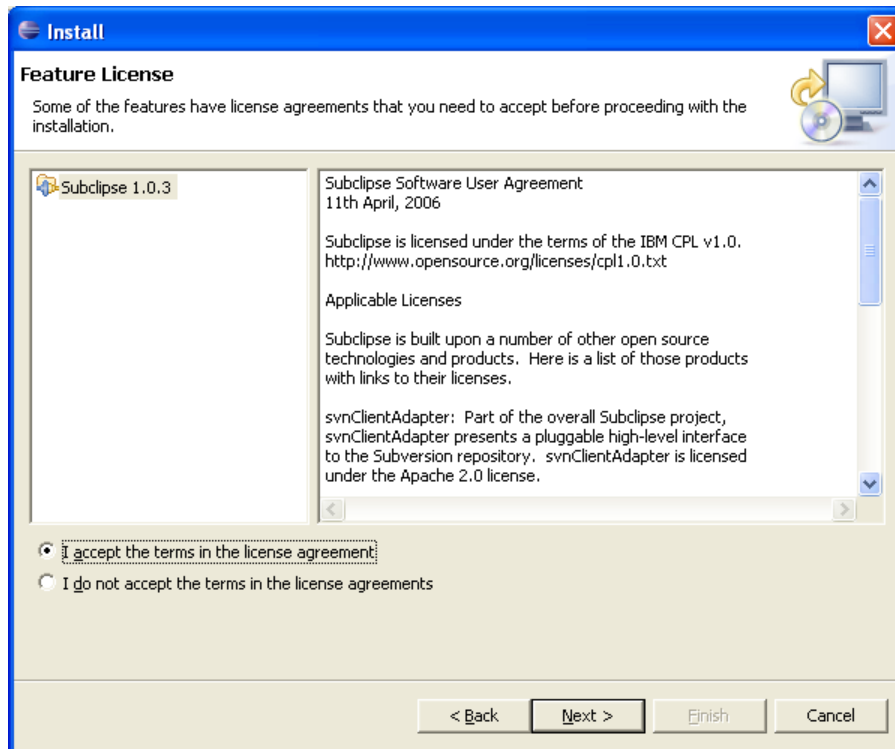 Install
Feature License
Some of the features have license agreements that you need to accept before proceeding with the
installation.
Subclipse 1.0.3
Subclipse Software User Agreement
11th April, 2006
Subclipse is licensed under the terms of the IBM CPL v1.0.
http://www.opensource.org/licenses/cpl1.0.txt
Applicable Licenses
Subclipse is built upon a number of other open source
technologies and products.  Here is a list of those products
with links to their licenses.
svnClientAdapter:  Part of the overall Subclipse project,
svnClientAdapter presents a pluggable high-level interface
to the Subversion repository.  svnClientAdapter is licensed
under the Apache 2.0 license.
I accept the terms in the license agreement
I do not accept the terms in the license agreements
< Back
Next >
Finish
Cancel